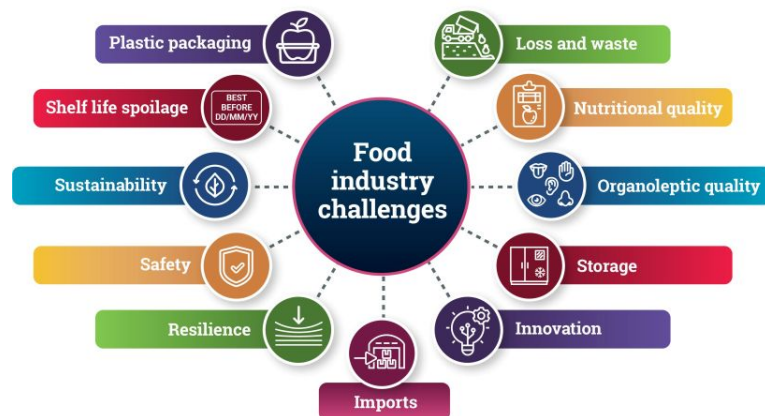 Plastic packaging
Loss and waste
Shelf life spoilage
BEST
BEFORE
DD/MM/YY
Nutritional quality
Food
industry
challenges
Sustainability
Organoleptic quality
Safety
Storage
Resilience
Innovation
Imports